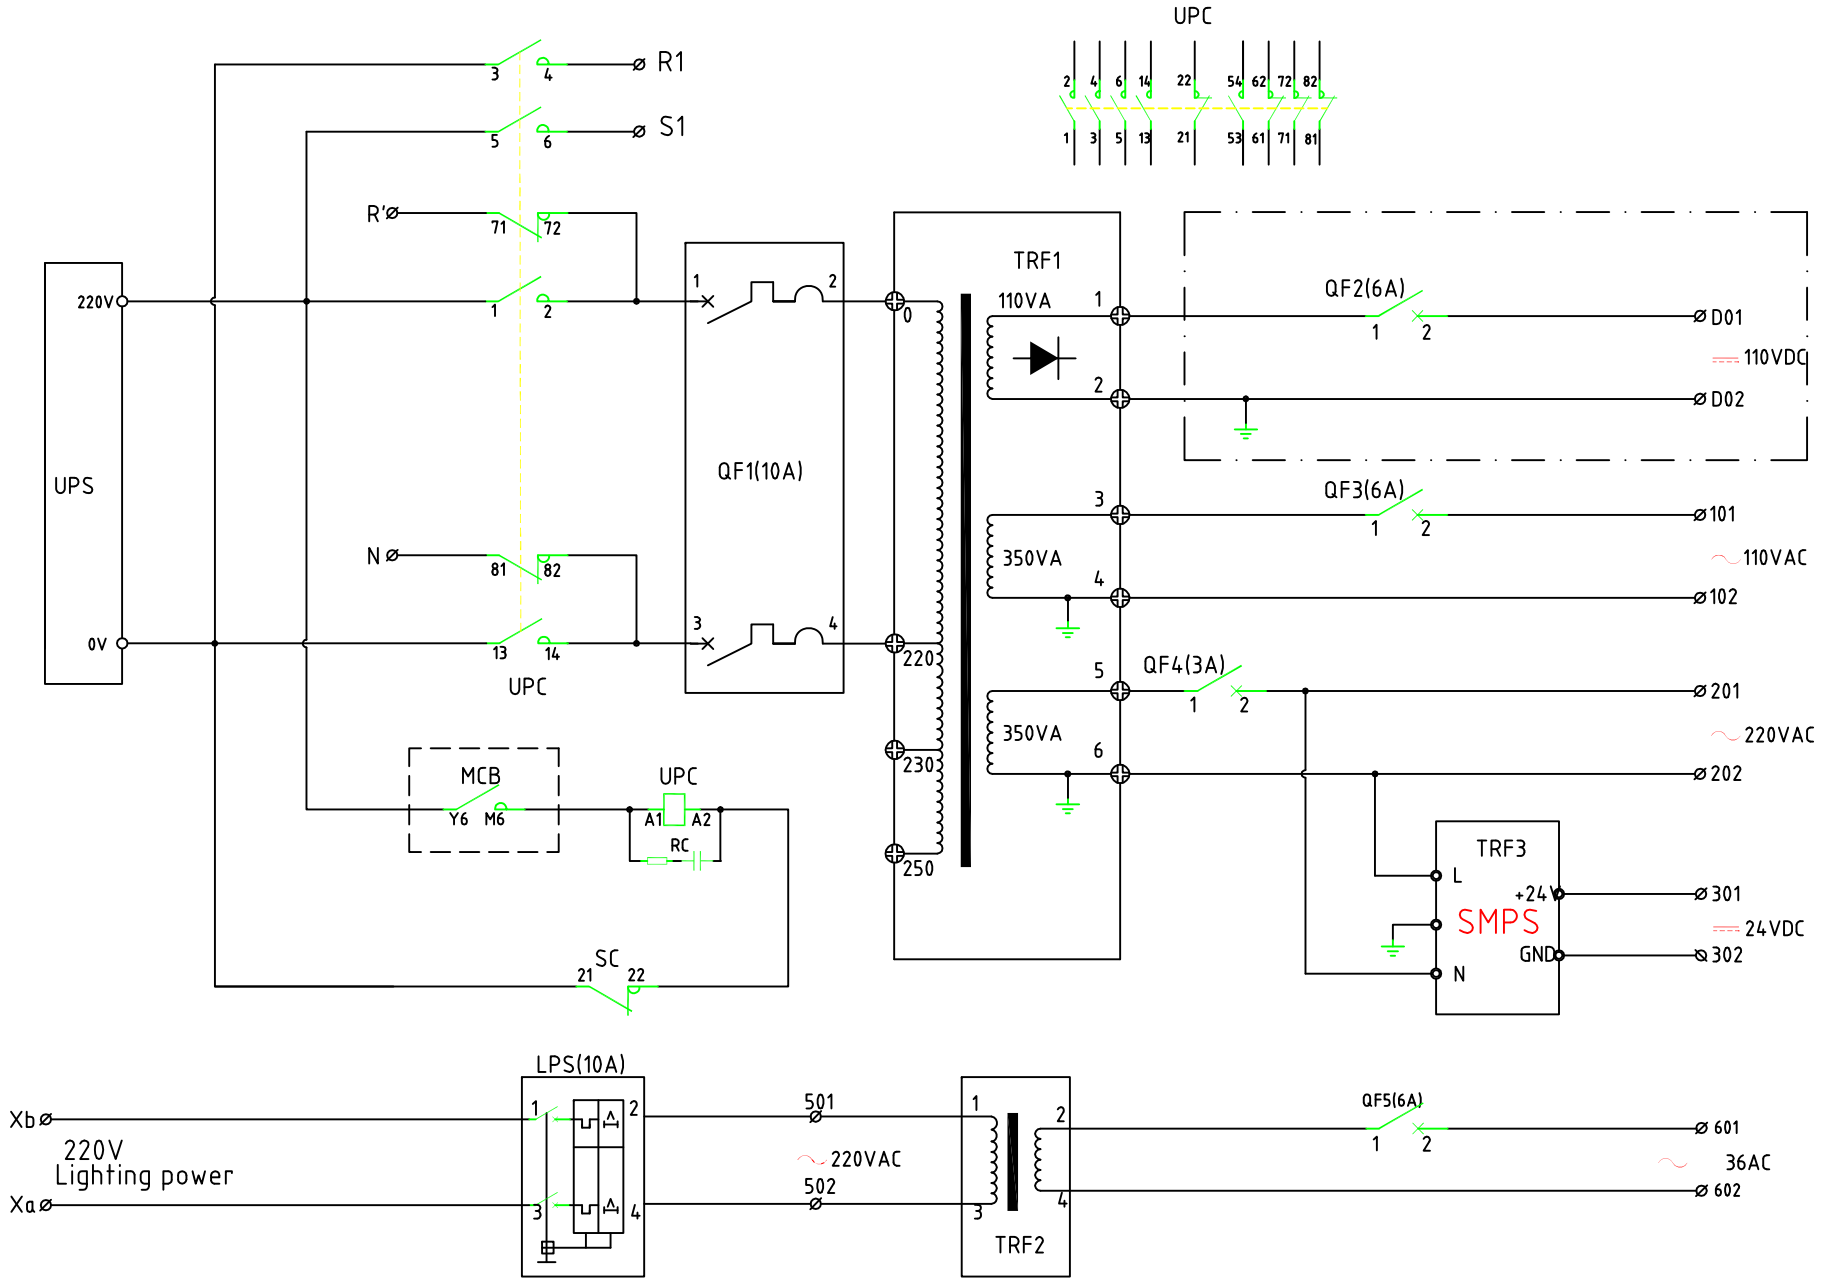 UPC
2 4 6 14 22 54 62 72 82
1 3 5 13 21 53 61 71 81
3 4 R1
5 6 S1
R' 71 72
220V 1 2
UPS
N 81 82
0V 13 14
UPC
1 2
QF1(10A)
3 4
TRF1
110VA 1
0
2
3
350VA
4
220
5
350VA
6
230
250
QF2(6A)
1 2 D01
110VDC
D02
QF3(6A)
1 2 101
110VAC
102
QF4(3A)
1 2 201
220VAC
202
MCB
Y6 M6
UPC
A1 A2
RC
SC
21 22
TRF3
L
+24V 301
SMPS
24VDC
GND 302
N
LPS(10A)
Xb 1 2
220V
Lighting power
Xa 3 4
501
220VAC
502
1 2
3 4
TRF2
QF5(6A)
1 2 601
36AC
602